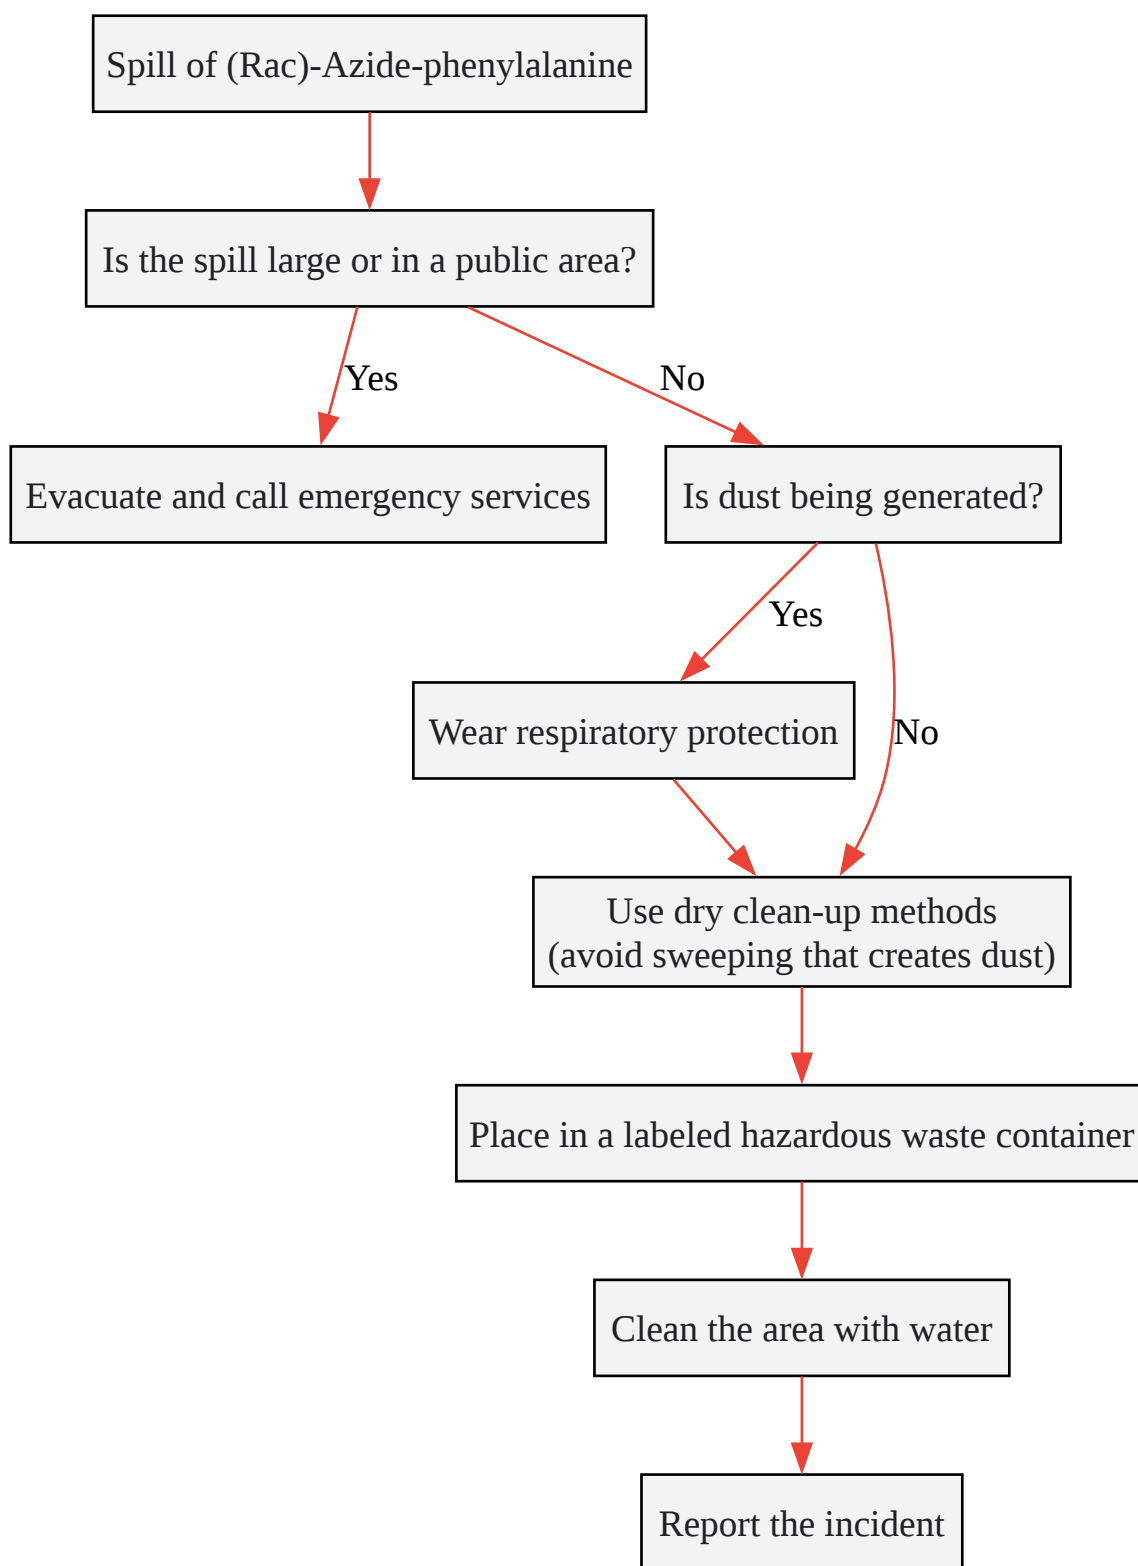 Spill of (Rac)-Azide-phenylalanine
Is the spill large or in a public area?
Yes
No
Evacuate and call emergency services
Is dust being generated?
Yes
Wear respiratory protection
No
Use dry clean-up methods
(avoid sweeping that creates dust)
Place in a labeled hazardous waste container
Clean the area with water
Report the incident